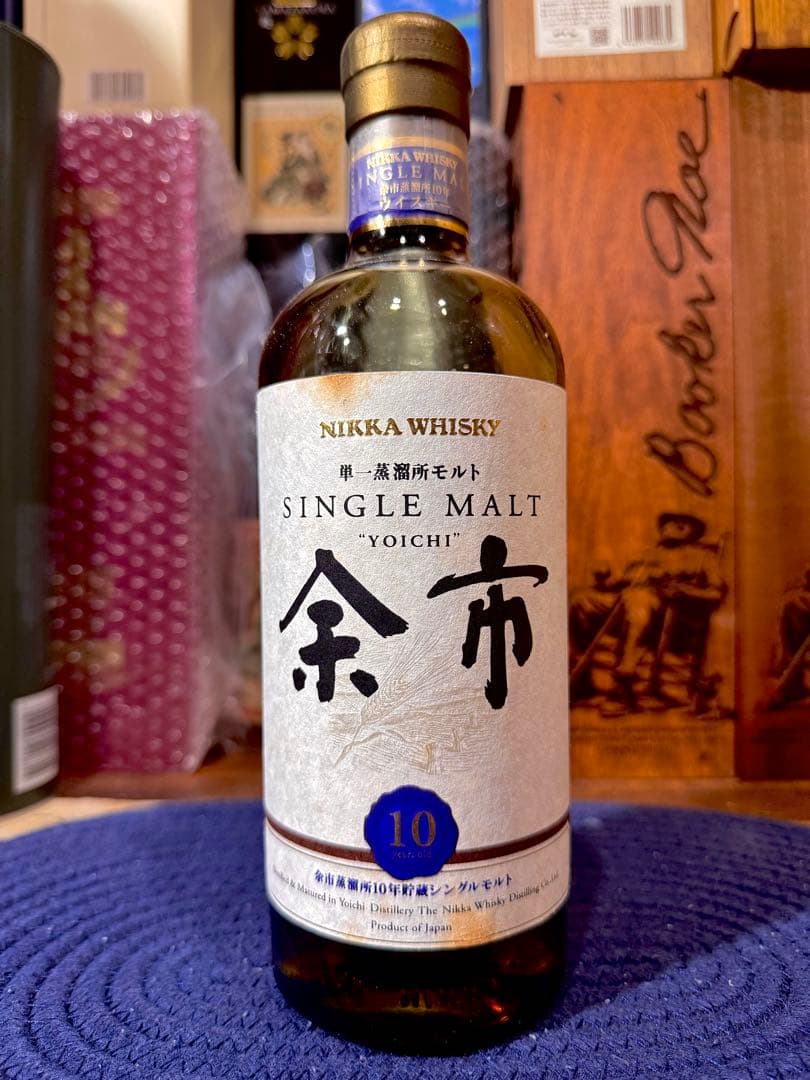 NIKKA WHISKY
SINGLE MALT
余市蒸溜所10年
ウイスキー
NIKKA WHISKY
単一蒸溜所モルト
SINGLE MALT
"YOICHI"
余市
10
years old
余市蒸溜所10年貯蔵シングルモルト
& Matured in Yoichi Distillery The Nikka Whisky Distilling Co.,Ltd.
Product of Japan
Booker Noe